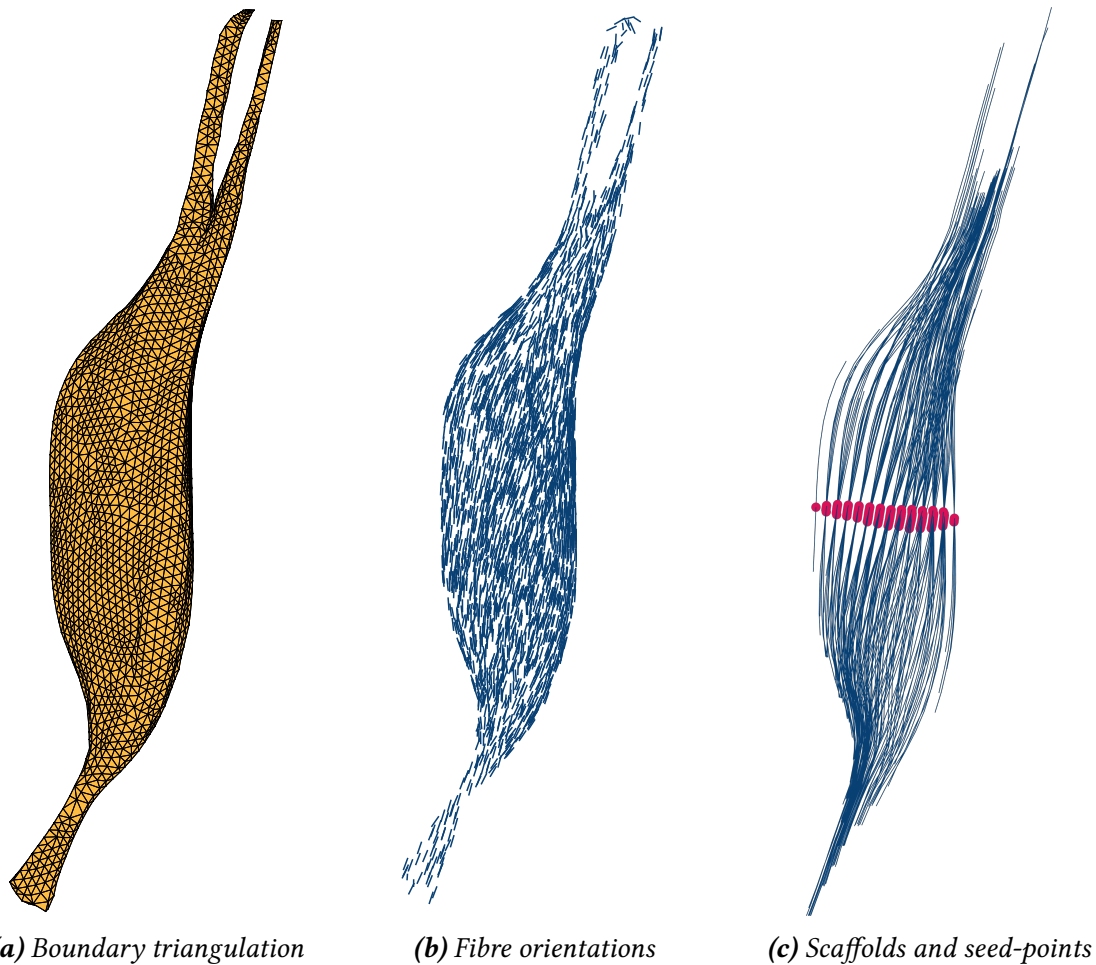 a) Boundary triangulation
(b) Fibre orientations
(c) Scaffolds and seed-points